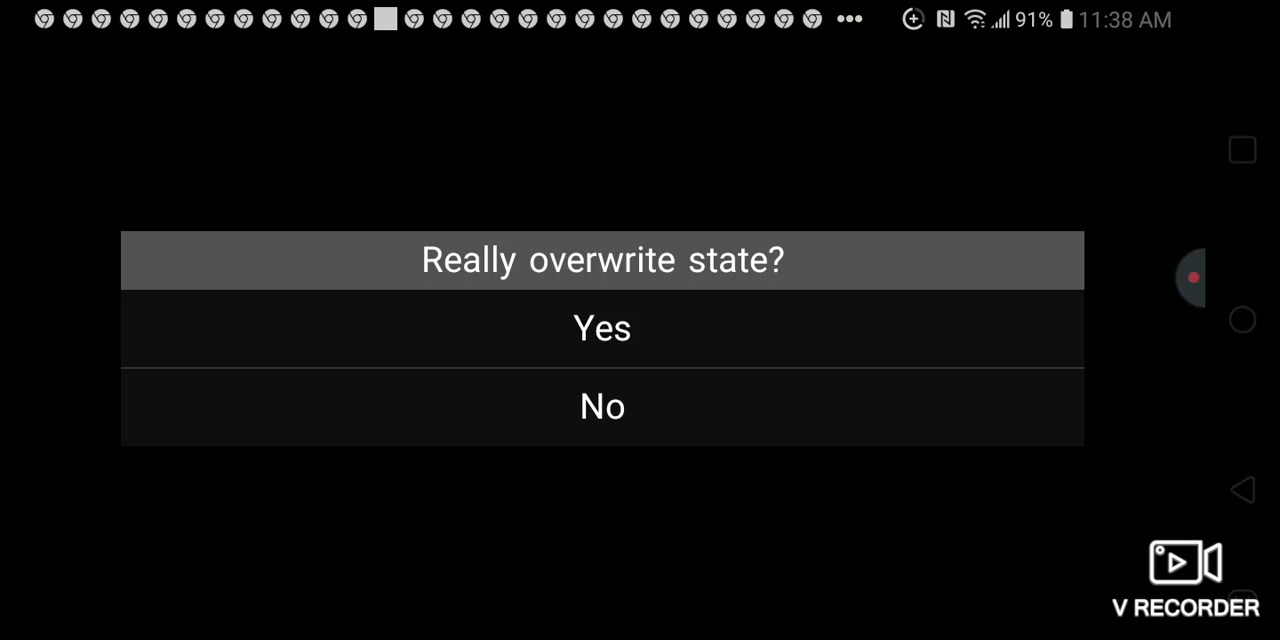 91% 11:38 AM
Really overwrite state?
Yes
No
V RECORDER